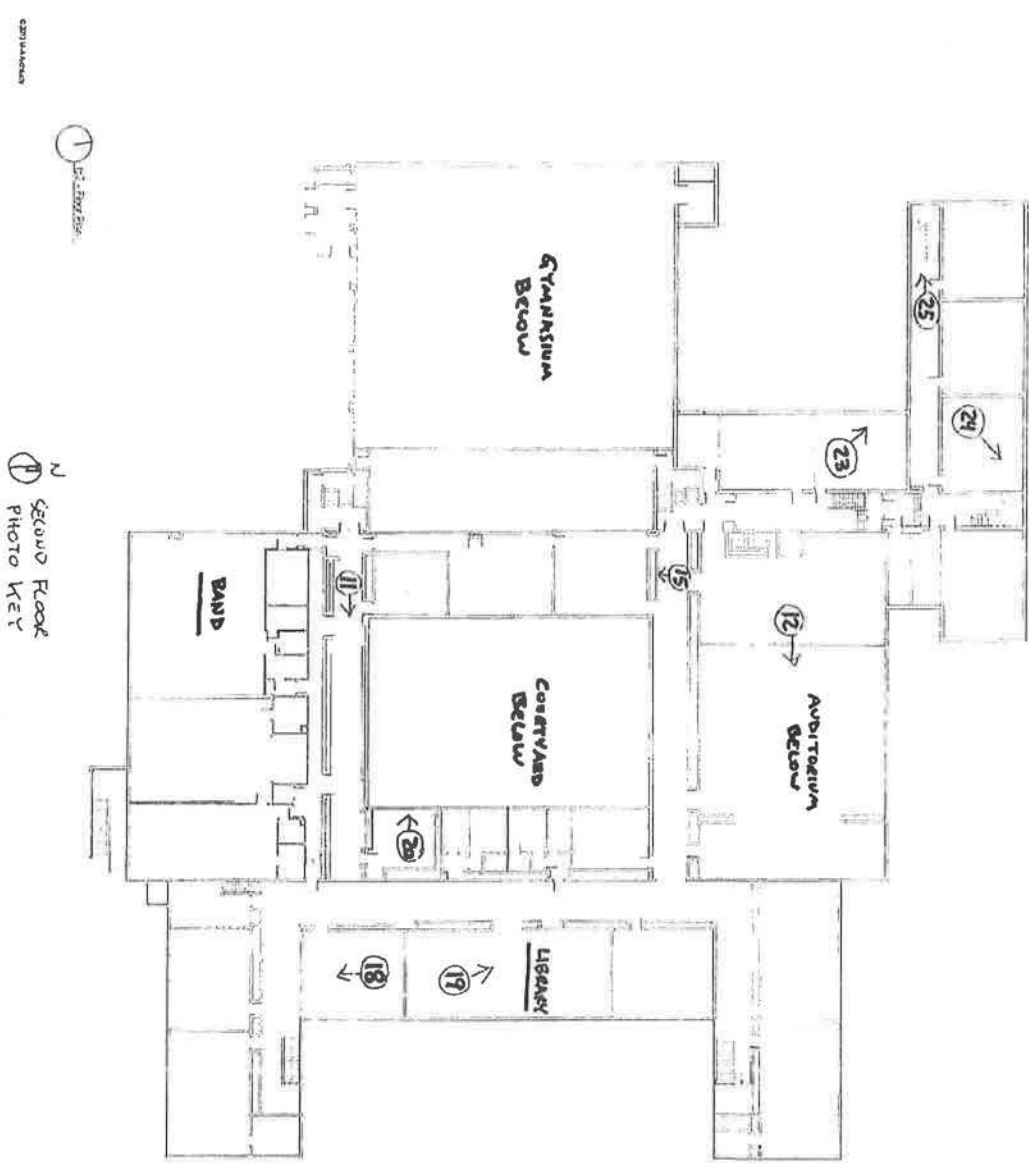 GYMNASIUM
BELOW
25
24
23
BAND
11
15
12
COURTYARD
BELOW
AUDITORIUM
BELOW
20
18
19
LIBRARY
N
SECOND FLOOR
PHOTO KEY